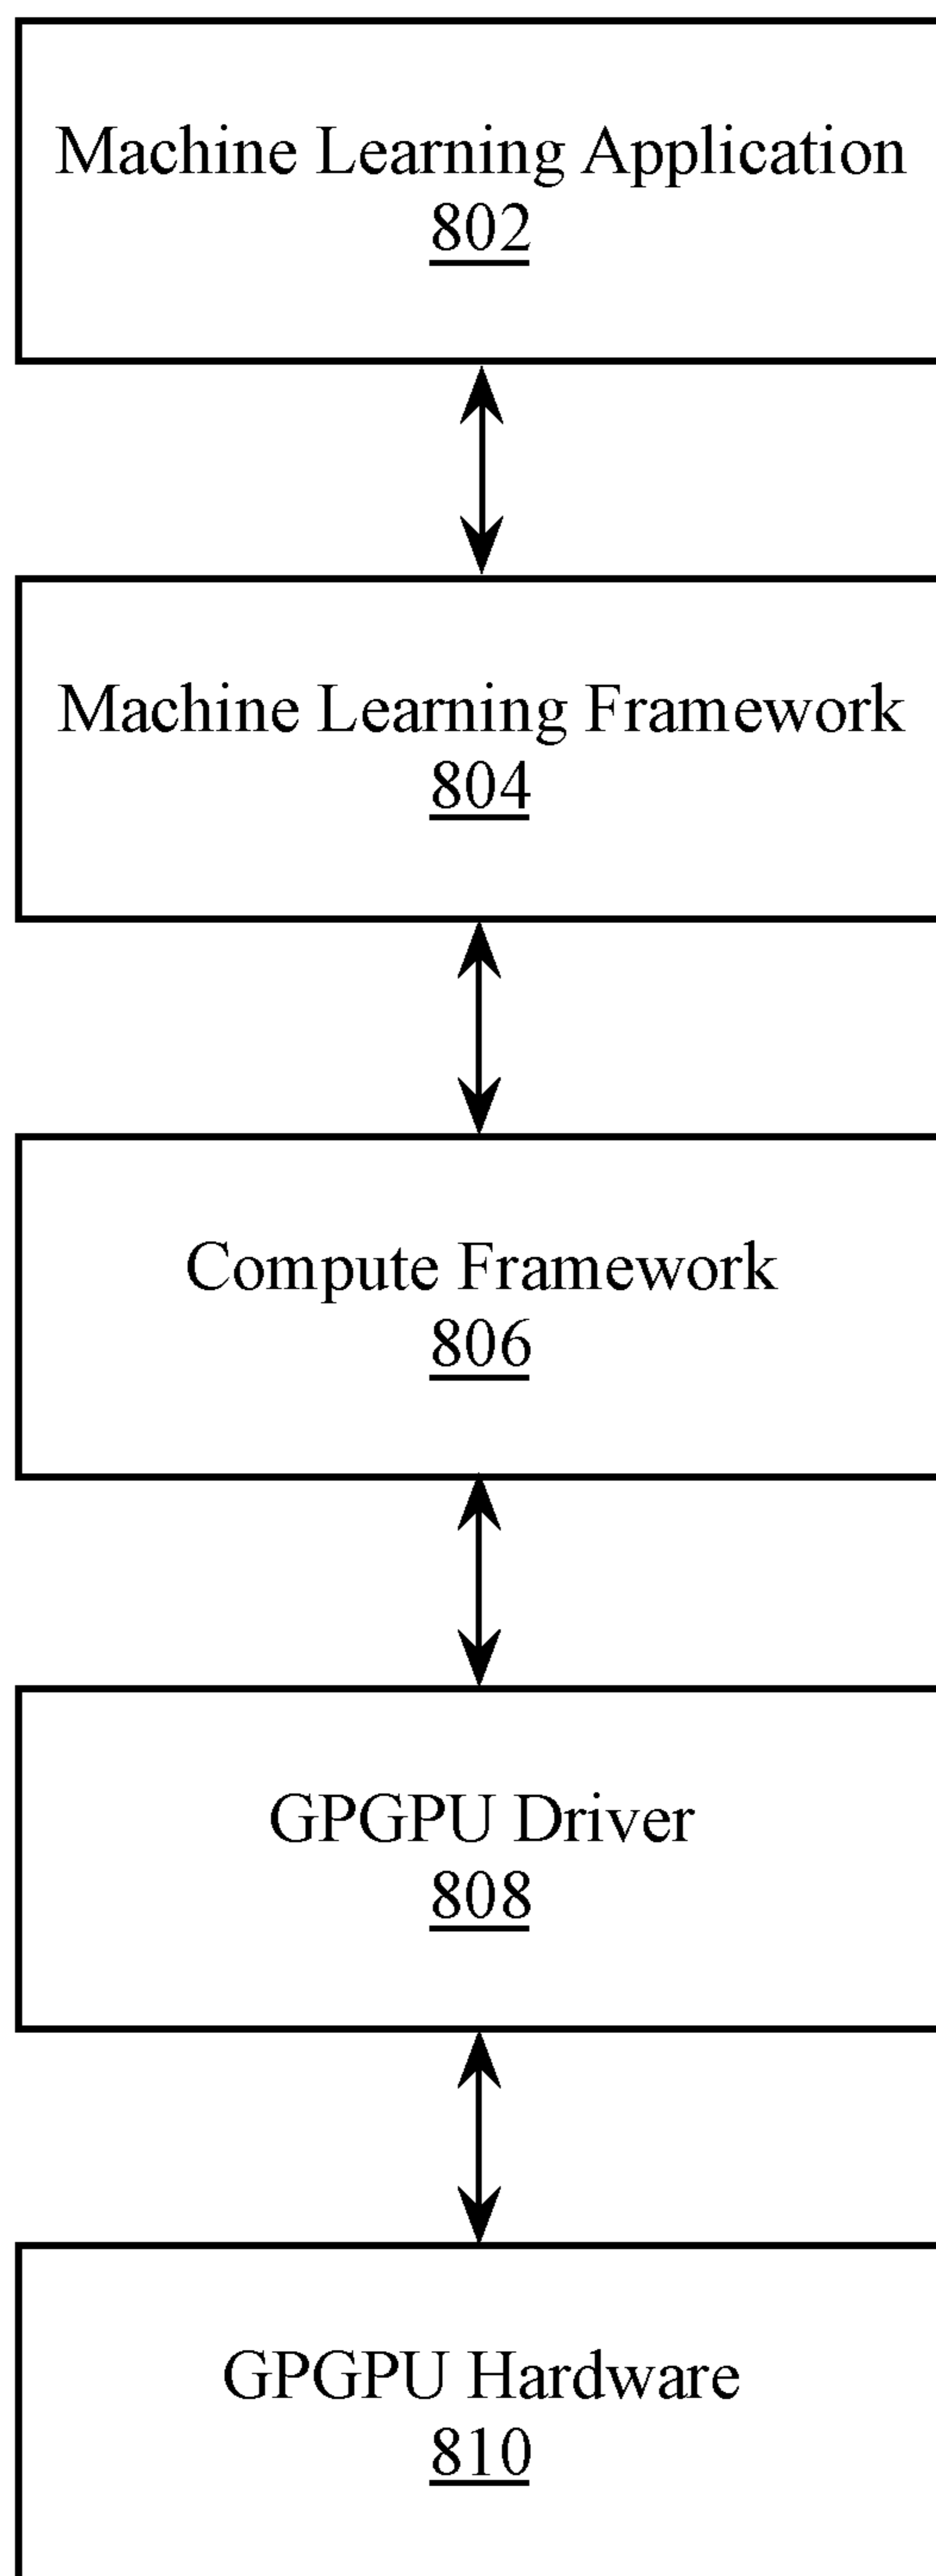 Machine Learning Application
802
Machine Learning Framework
804
Compute Framework
806
GPGPU Driver
808
GPGPU Hardware
810